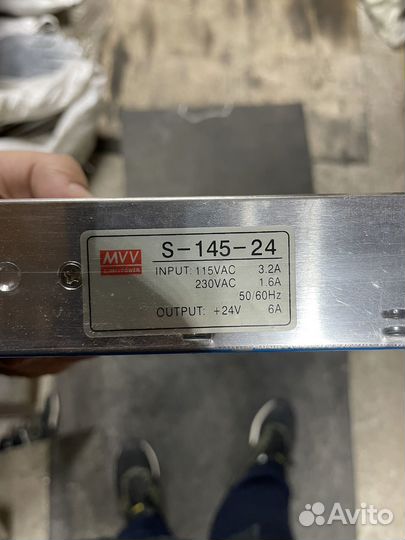 MVV
S-145-24
INPUT: 115VAC 3.2A
230VAC 1.6A
50/60Hz
OUTPUT: +24V 6A
Avito